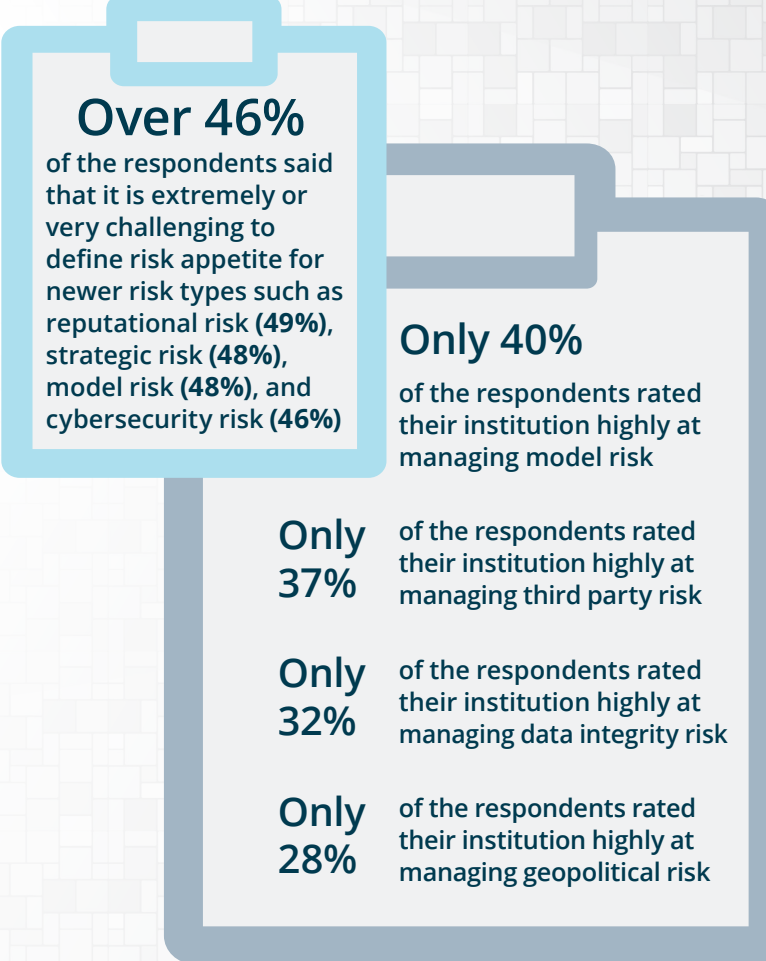 Over 46%
of the respondents said
that it is extremely or
very challenging to
define risk appetite for
newer risk types such as
reputational risk (49%),
strategic risk (48%),
model risk (48%), and
cybersecurity risk (46%)
Only 40%
of the respondents rated
their institution highly at
managing model risk
Only
37%
of the respondents rated
their institution highly at
managing third party risk
Only
32%
of the respondents rated
their institution highly at
managing data integrity risk
Only
28%
of the respondents rated
their institution highly at
managing geopolitical risk